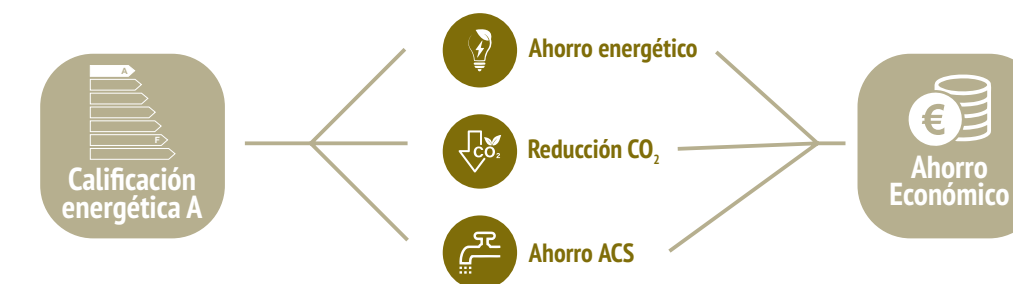 A
F
Calificación
energética A
Ahorro energético
CO₂
Reducción CO₂
Ahorro ACS
€
Ahorro
Económico